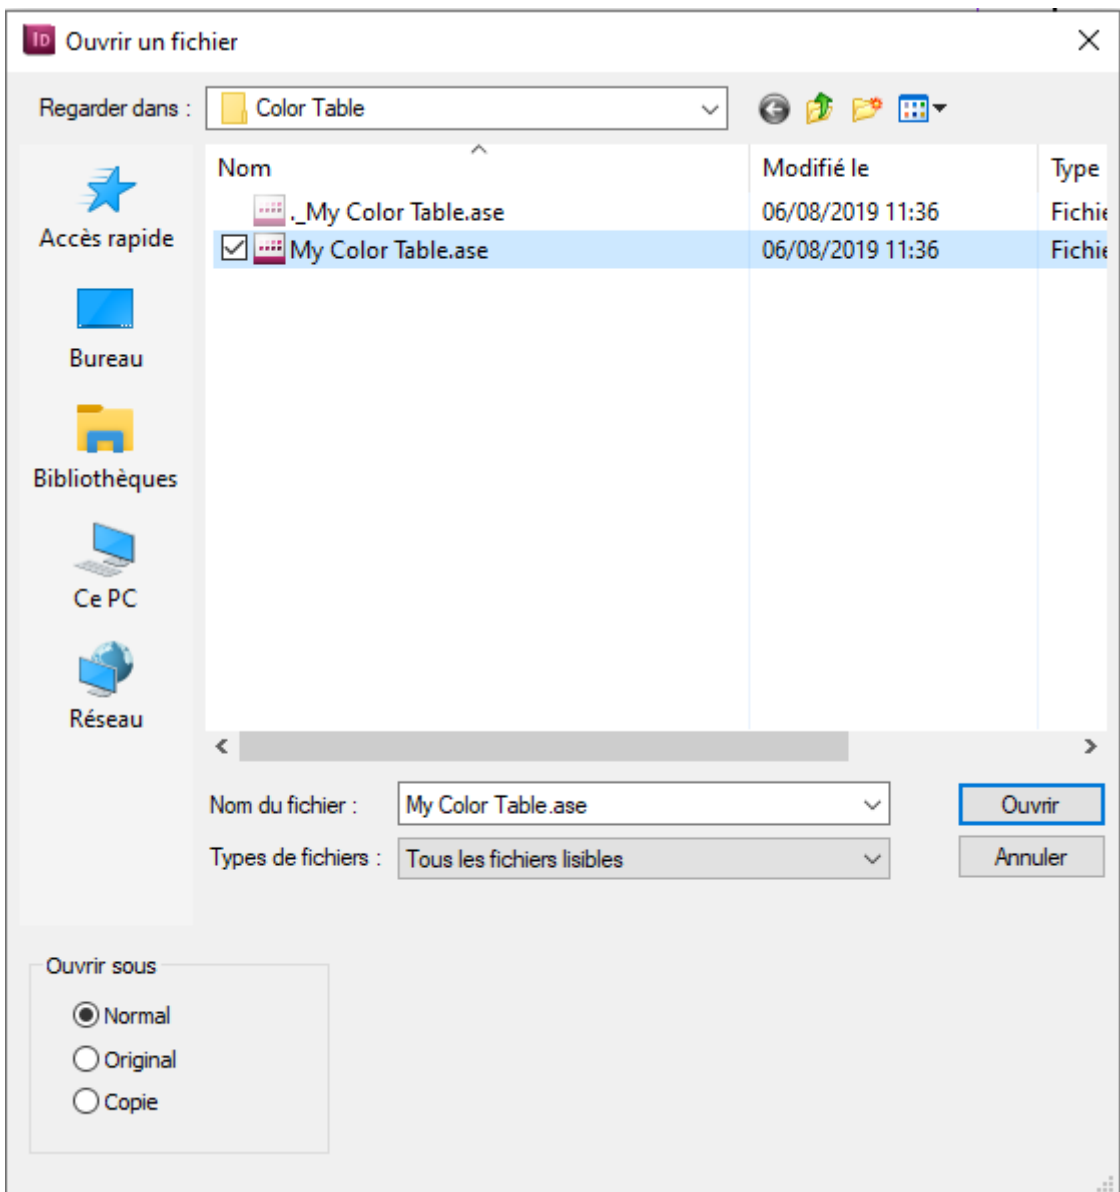 ID Ouvrir un fichier
Regarder dans : Color Table
Nom Modifié le Type
._My Color Table.ase 06/08/2019 11:36 Fichie
My Color Table.ase 06/08/2019 11:36 Fichie
Accès rapide
Bureau
Bibliothèques
Ce PC
Réseau
Nom du fichier : My Color Table.ase Ouvrir
Types de fichiers : Tous les fichiers lisibles Annuler
Ouvrir sous
Normal
Original
Copie